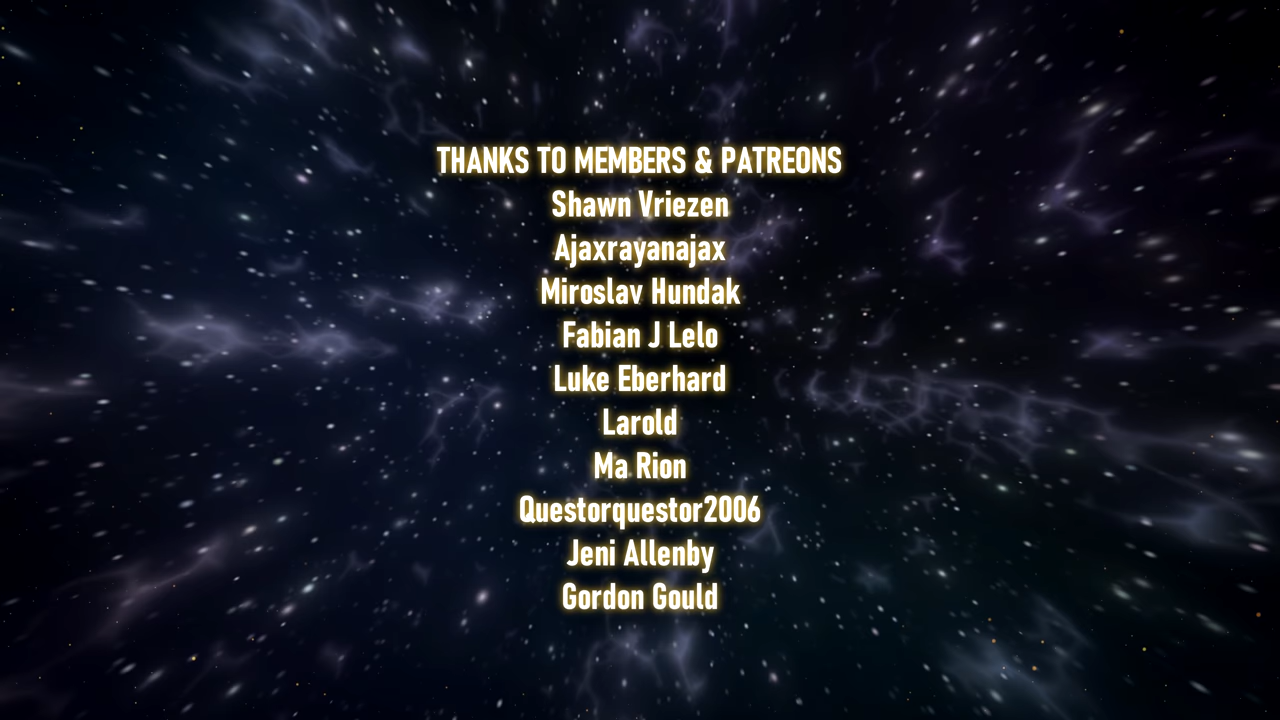 THANKS TO MEMBERS & PATREONS
Shawn Vriezen
Ajaxrayanajax
Miroslav Hundak
Fabian J Lelo
Luke Eberhard
Larold
Ma Rion
Questorquestor2006
Jeni Allenby
Gordon Gould